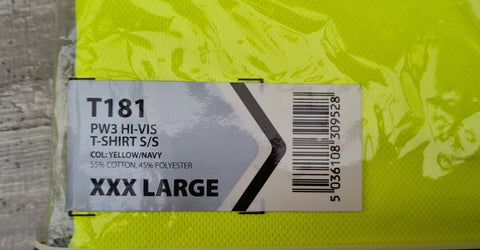 T181
PW3 HI-VIS
T-SHIRT S/S
COL: YELLOW/NAVY
55% COTTON, 45% POLYESTER
XXX LARGE
5 036108 309528